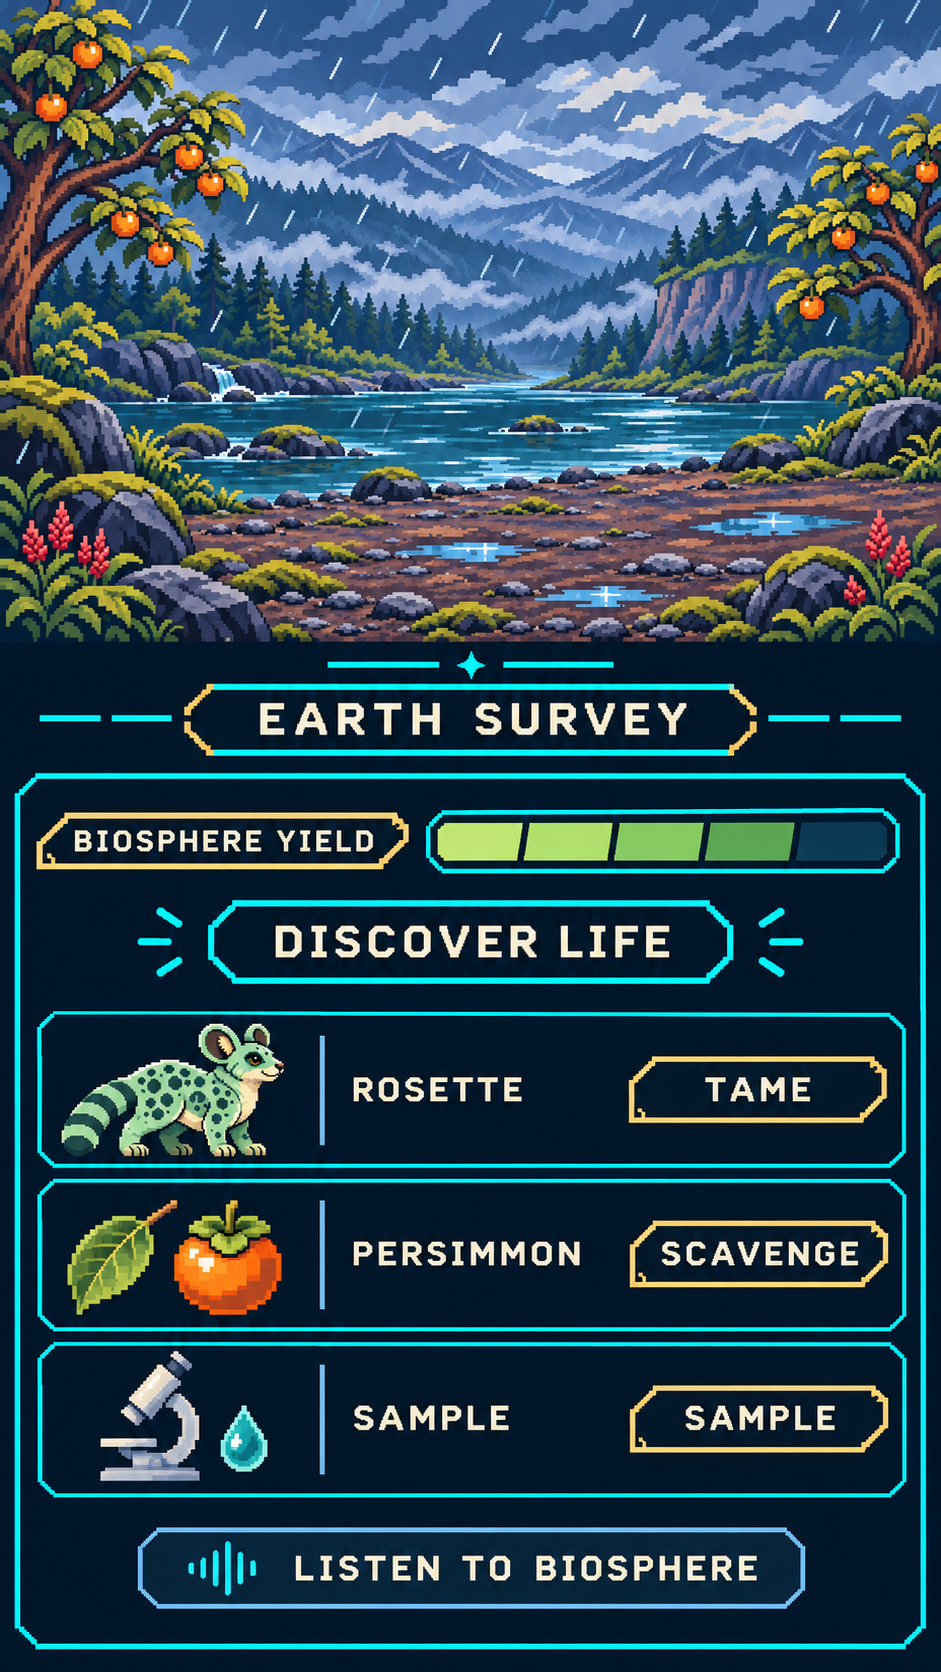 EARTH SURVEY
BIOSPHERE YIELD
DISCOVER LIFE
ROSETTE
TAME
PERSIMMON
SCAVENGE
SAMPLE
SAMPLE
LISTEN TO BIOSPHERE